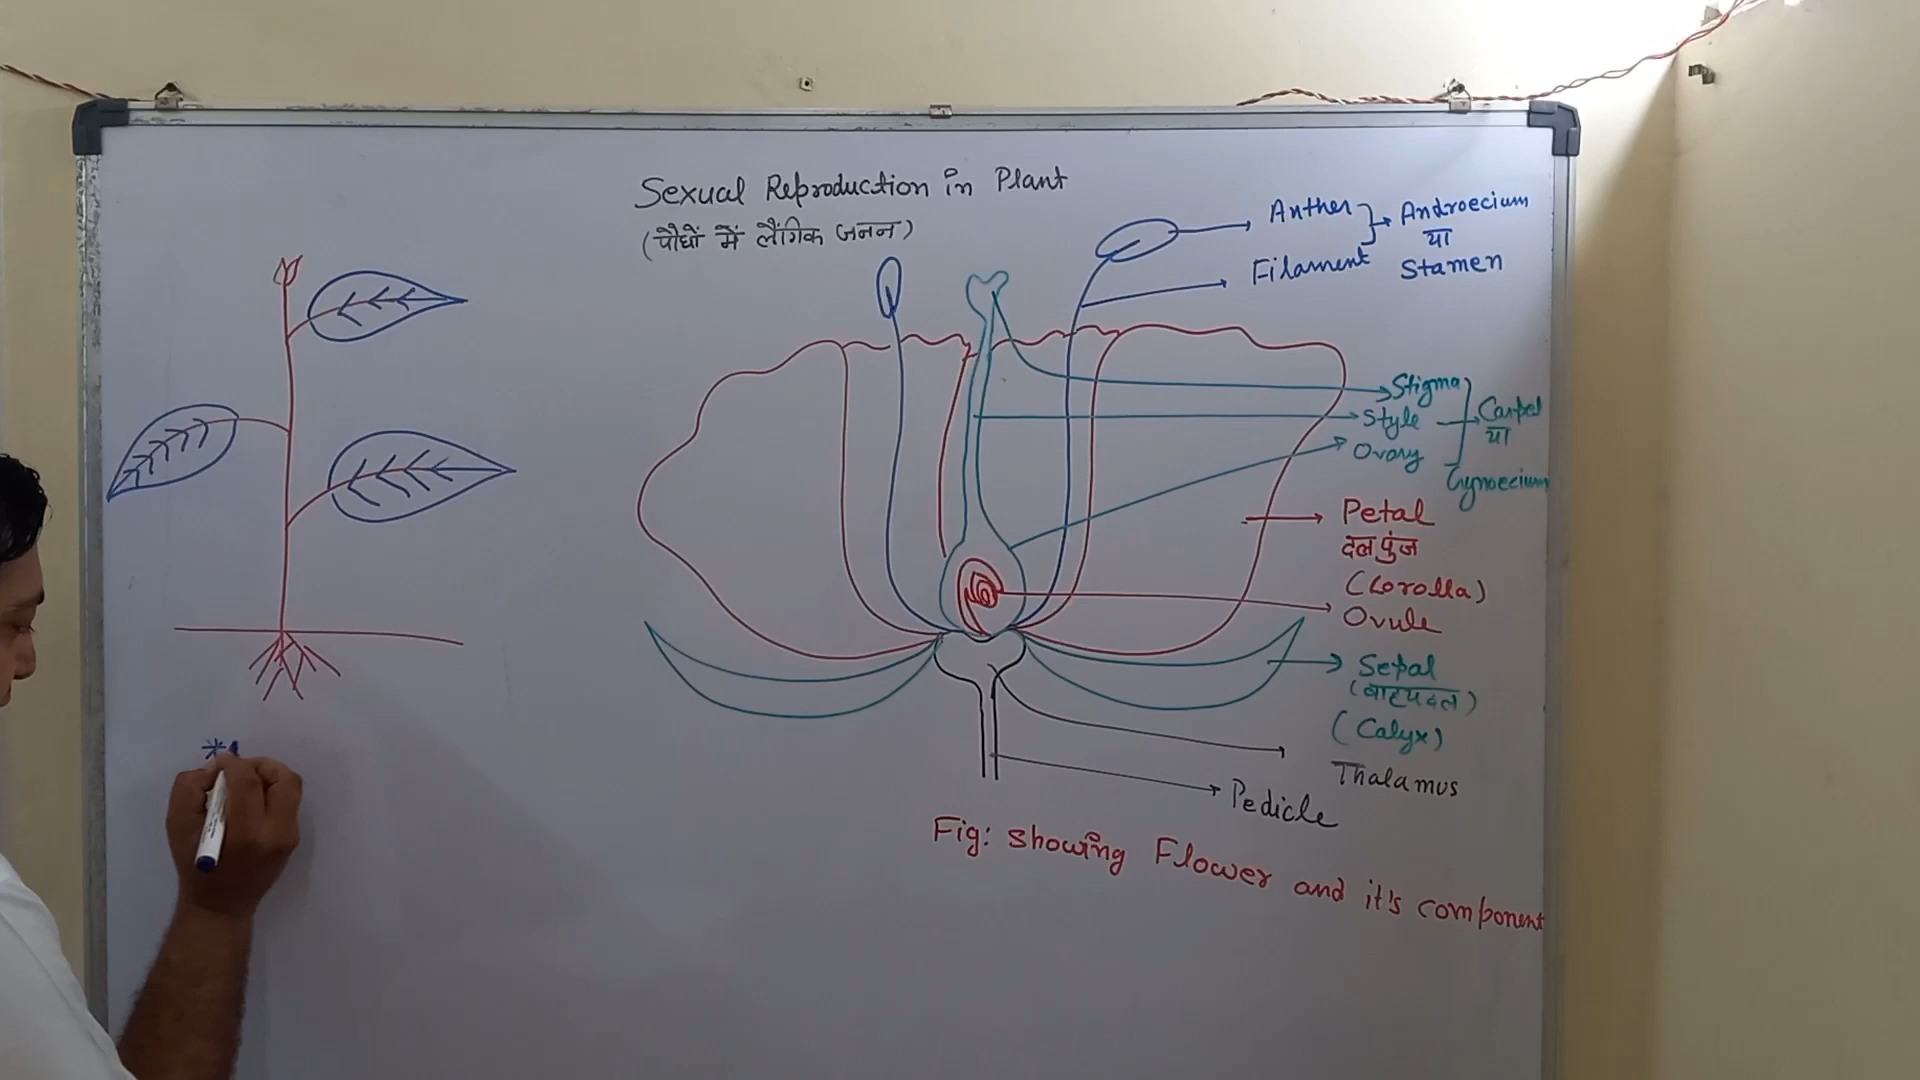 Sexual Reproduction in Plant
(पौधों में लैंगिक जनन)
Anther
Androecium
या
Filament
Stamen
Stigma
Style
Carpel
या
Ovary
Gynoecium
Petal
दलपुंज
(Corolla)
Ovule
Sepal
(बाह्यदल)
(Calyx)
Thalamus
Pedicle
Fig: Showing Flower and it's component